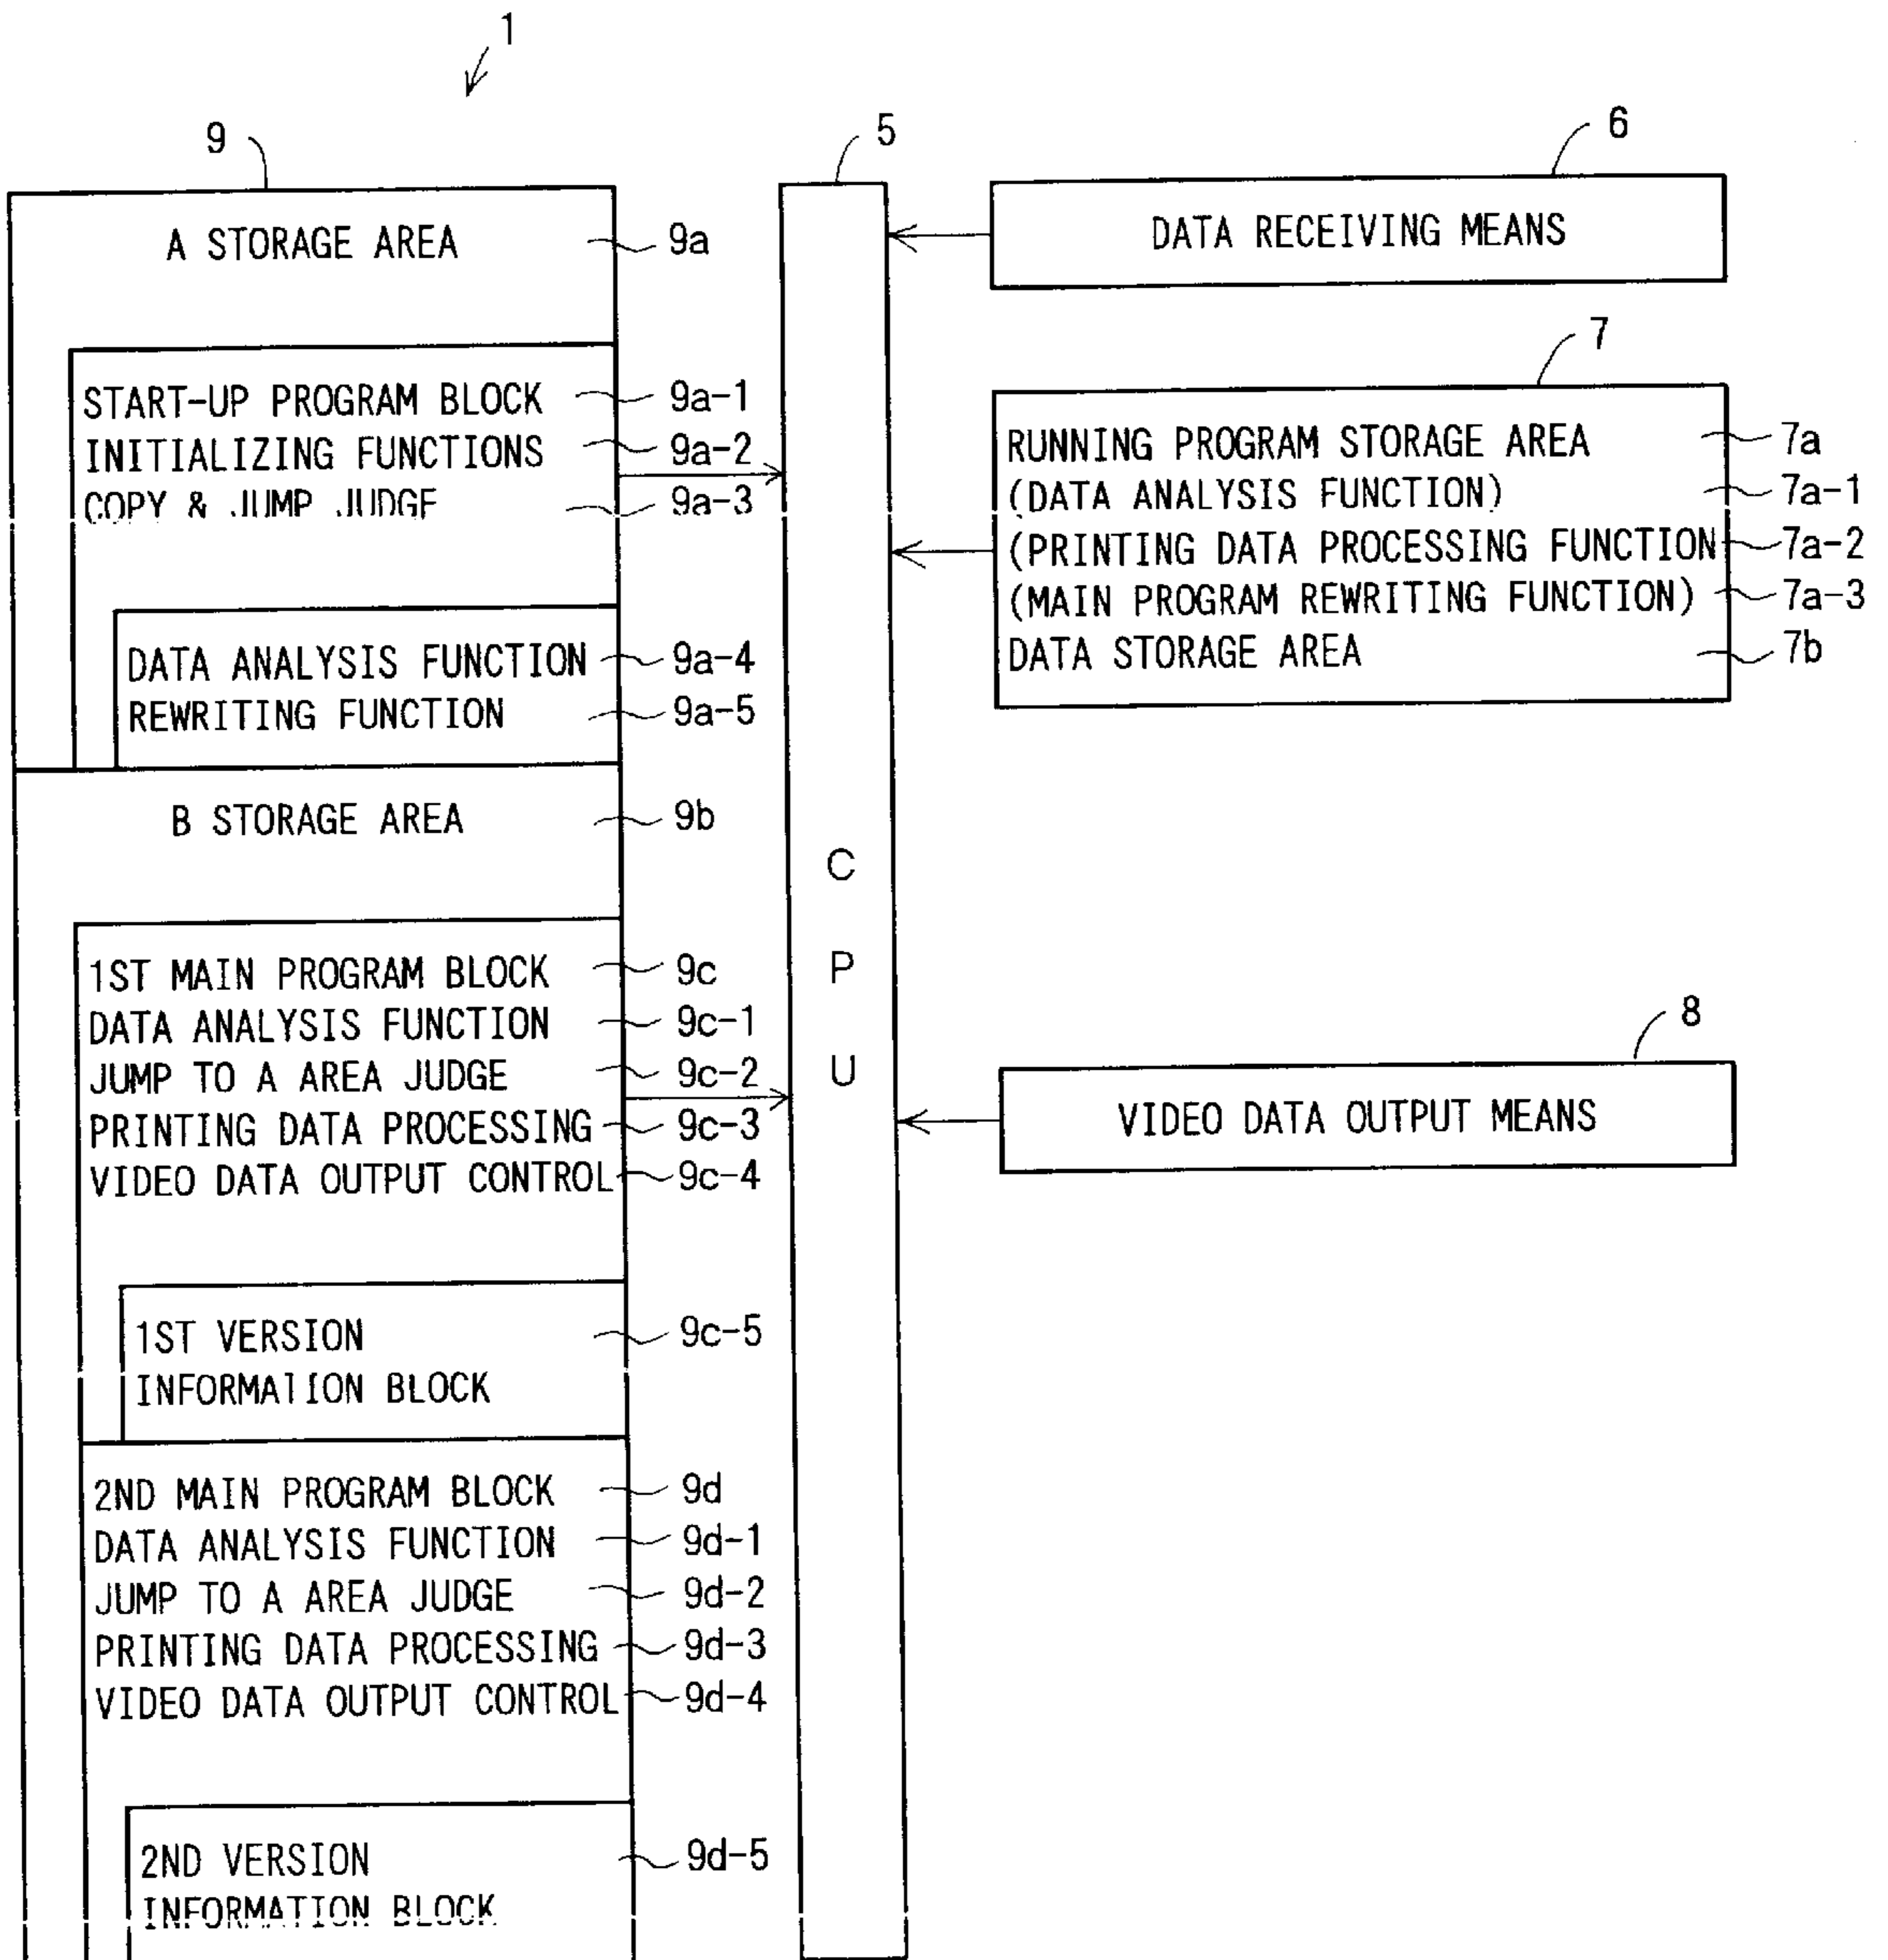 1
9
5
6
A STORAGE AREA 9a
DATA RECEIVING MEANS
7
START-UP PROGRAM BLOCK 9a-1
INITIALIZING FUNCTIONS 9a-2
COPY & JUMP JUDGE 9a-3
RUNNING PROGRAM STORAGE AREA 7a
(DATA ANALYSIS FUNCTION) 7a-1
(PRINTING DATA PROCESSING FUNCTION 7a-2
(MAIN PROGRAM REWRITING FUNCTION) 7a-3
DATA STORAGE AREA 7b
DATA ANALYSIS FUNCTION 9a-4
REWRITING FUNCTION 9a-5
B STORAGE AREA 9b
C
P
U
1ST MAIN PROGRAM BLOCK 9c
DATA ANALYSIS FUNCTION 9c-1
JUMP TO A AREA JUDGE 9c-2
PRINTING DATA PROCESSING 9c-3
VIDEO DATA OUTPUT CONTROL 9c-4
8
VIDEO DATA OUTPUT MEANS
1ST VERSION 9c-5
INFORMATION BLOCK
2ND MAIN PROGRAM BLOCK 9d
DATA ANALYSIS FUNCTION 9d-1
JUMP TO A AREA JUDGE 9d-2
PRINTING DATA PROCESSING 9d-3
VIDEO DATA OUTPUT CONTROL 9d-4
2ND VERSION 9d-5
INFORMATION BLOCK